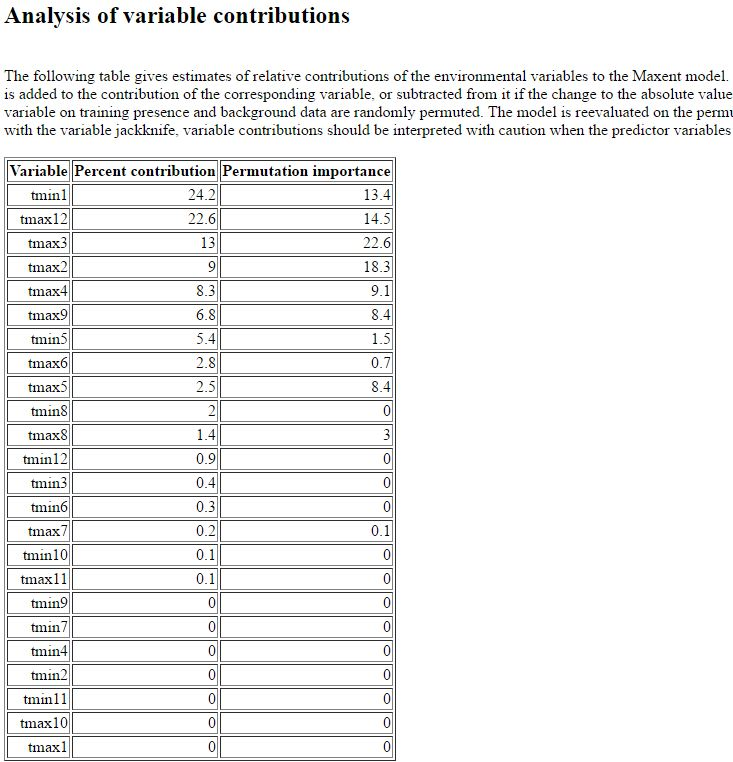 Analysis of variable contributions
The following table gives estimates of relative contributions of the environmental variables to the Maxent model.
is added to the contribution of the corresponding variable, or subtracted from it if the change to the absolute value
variable on training presence and background data are randomly permuted. The model is reevaluated on the
with the variable jackknife, variable contributions should be interpreted with caution when the predictor variables
Variable Percent contribution Permutation importance
tmin1 24.2 13.4
tmax12 22.6 14.5
tmax3 13 22.6
tmax2 9 18.3
tmax4 8.3 9.1
tmax9 6.8 8.4
tmin5 5.4 1.5
tmax6 2.8 0.7
tmax5 2.5 8.4
tmin8 2 0
tmax8 1.4 3
tmin12 0.9 0
tmin3 0.4 0
tmin6 0.3 0
tmax7 0.2 0.1
tmin10 0.1 0
tmax11 0.1 0
tmin9 0 0
tmin7 0 0
tmin4 0 0
tmin2 0 0
tmin11 0 0
tmax10 0 0
tmax1 0 0